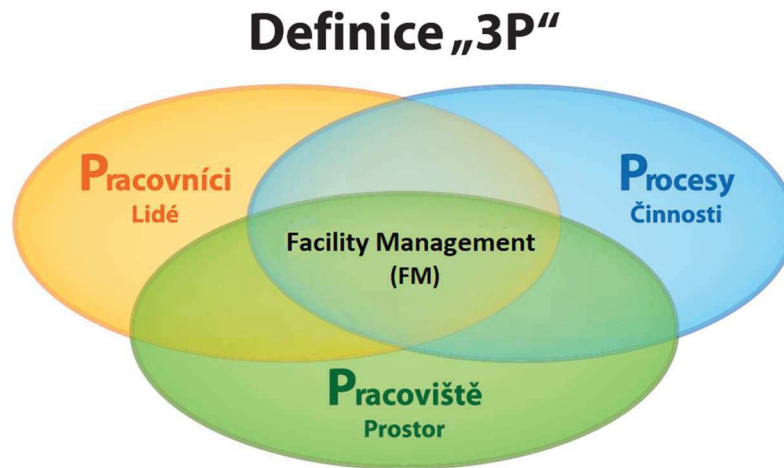 Definice „3P“
Pracovníci
Lidé
Procesy
Činnosti
Facility Management
(FM)
Pracoviště
Prostor